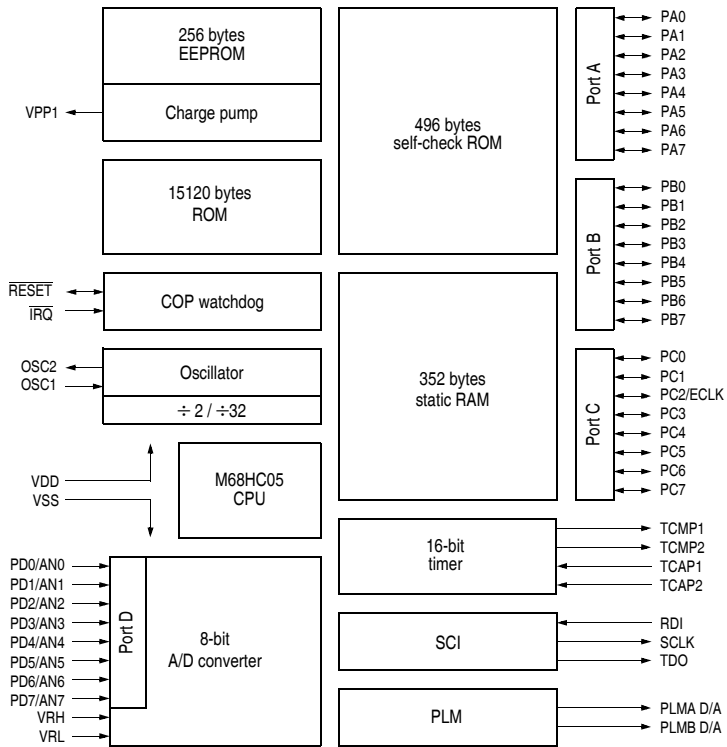 256 bytes
EEPROM
Charge pump
VPP1
15120 bytes
ROM
RESET
IRQ
COP watchdog
OSC2
OSC1
Oscillator
÷ 2 / ÷32
VDD
VSS
M68HC05
CPU
PD0/AN0
PD1/AN1
PD2/AN2
PD3/AN3
PD4/AN4
PD5/AN5
PD6/AN6
PD7/AN7
VRH
VRL
Port D
8-bit
A/D converter
496 bytes
self-check ROM
352 bytes
static RAM
16-bit
timer
SCI
PLM
Port A
PA0
PA1
PA2
PA3
PA4
PA5
PA6
PA7
Port B
PB0
PB1
PB2
PB3
PB4
PB5
PB6
PB7
Port C
PC0
PC1
PC2/ECLK
PC3
PC4
PC5
PC6
PC7
TCMP1
TCMP2
TCAP1
TCAP2
RDI
SCLK
TDO
PLMA D/A
PLMB D/A